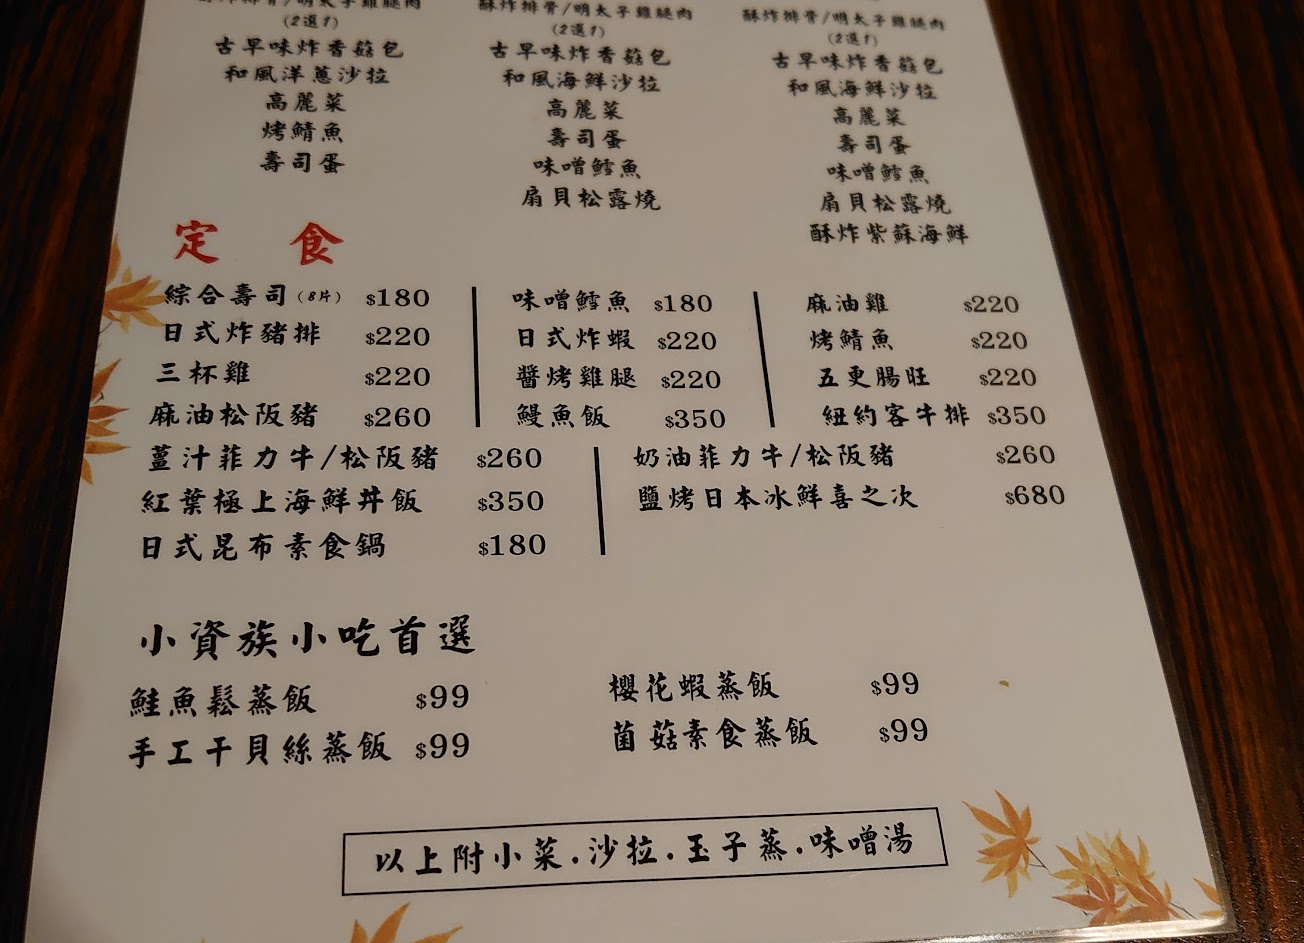 酥炸排骨/明太子雞腿肉
(2選1)
古早味炸香菇包
和風洋蔥沙拉
高麗菜
烤鯖魚
壽司蛋
酥炸排骨/明太子雞腿肉
(2選1)
古早味炸香菇包
和風海鮮沙拉
高麗菜
壽司蛋
味噌鱈魚
扇貝松露燒
酥炸排骨/明太子雞腿肉
(2選1)
古早味炸香菇包
和風海鮮沙拉
高麗菜
壽司蛋
味噌鱈魚
扇貝松露燒
酥炸紫蘇海鮮
定食
綜合壽司(8片) $180
日式炸豬排 $220
三杯雞 $220
麻油松阪豬 $260
味噌鱈魚 $180
日式炸蝦 $220
醬烤雞腿 $220
鰻魚飯 $350
麻油雞 $220
烤鯖魚 $220
五更腸旺 $220
紐約客牛排 $350
薑汁菲力牛/松阪豬 $260
紅葉極上海鮮丼飯 $350
日式昆布素食鍋 $180
奶油菲力牛/松阪豬 $260
鹽烤日本冰鮮喜之次 $680
小資族小吃首選
鮭魚鬆蒸飯 $99
手工干貝絲蒸飯 $99
櫻花蝦蒸飯 $99
菌菇素食蒸飯 $99
以上附小菜.沙拉.玉子蒸.味噌湯